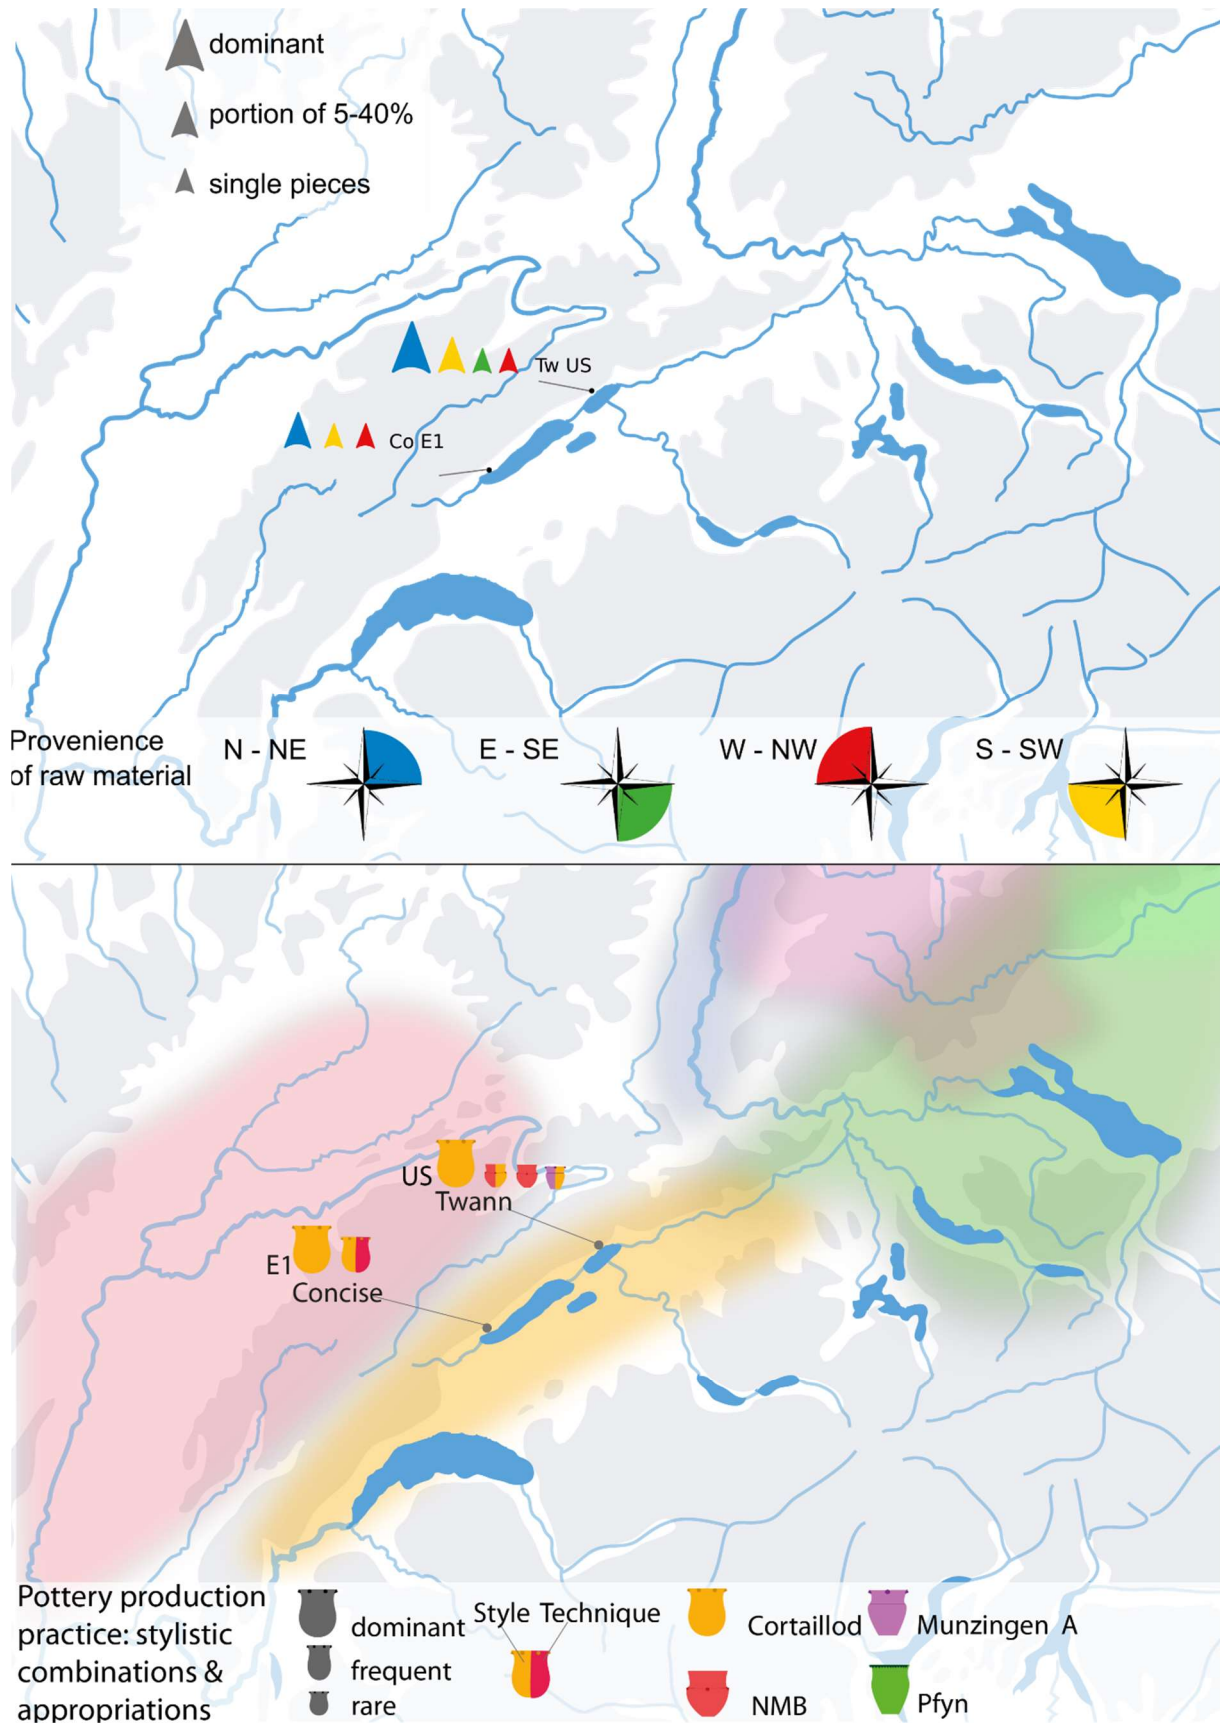 dominant
portion of 5-40%
single pieces
Tw US
Co E1
Provenience
of raw material
N - NE
E - SE
W - NW
S - SW
US
Twann
E1
Concise
Pottery production
practice: stylistic
combinations &
appropriations
dominant
frequent
rare
Style Technique
Cortaillod
Munzingen A
NMB
Pfyn